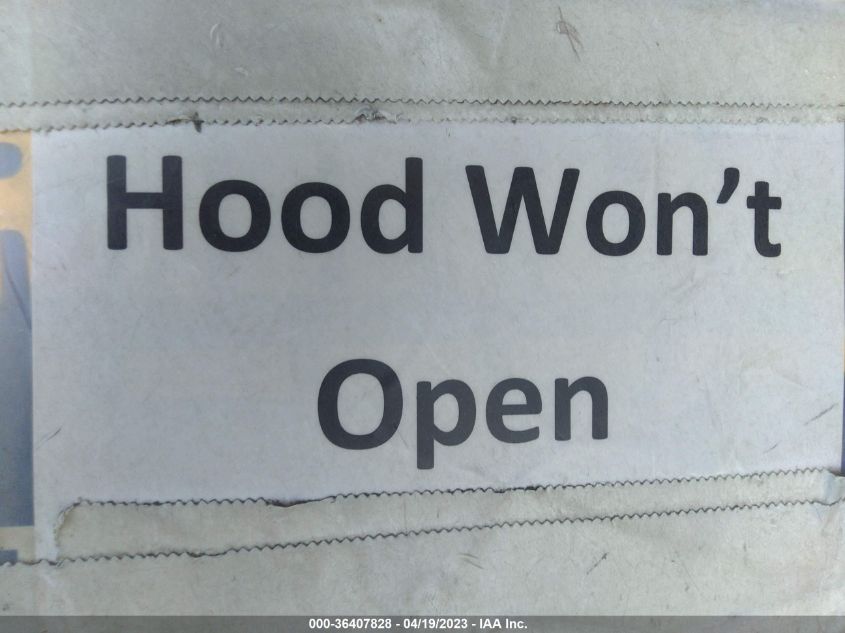 Hood Won’t
Open
000-36407828 - 04/19/2023 - IAA Inc.